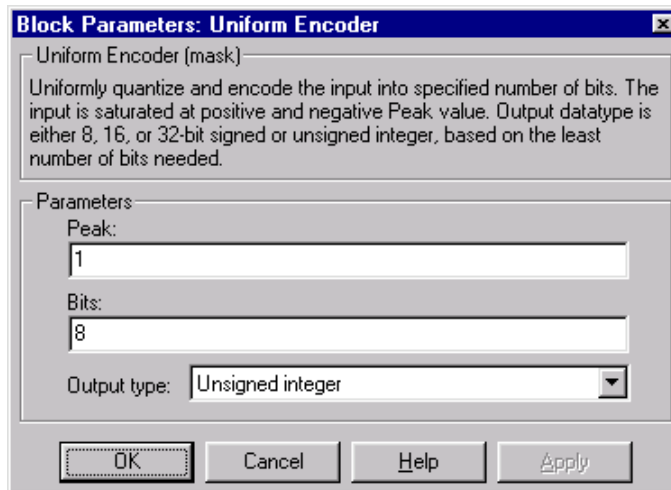 Block Parameters: Uniform Encoder
Uniform Encoder (mask)
Uniformly quantize and encode the input into specified number of bits. The
input is saturated at positive and negative Peak value. Output datatype is
either 8, 16, or 32-bit signed or unsigned integer, based on the least
number of bits needed.
Parameters
Peak:
1
Bits:
8
Output type: Unsigned integer
OK Cancel Help Apply